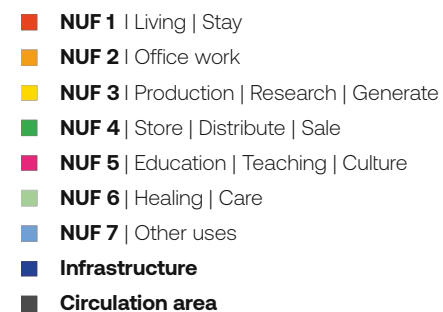 NUF 1 | Living | Stay
NUF 2 | Office work
NUF 3 | Production | Research | Generate
NUF 4 | Store | Distribute | Sale
NUF 5 | Education | Teaching | Culture
NUF 6 | Healing | Care
NUF 7 | Other uses
Infrastructure
Circulation area